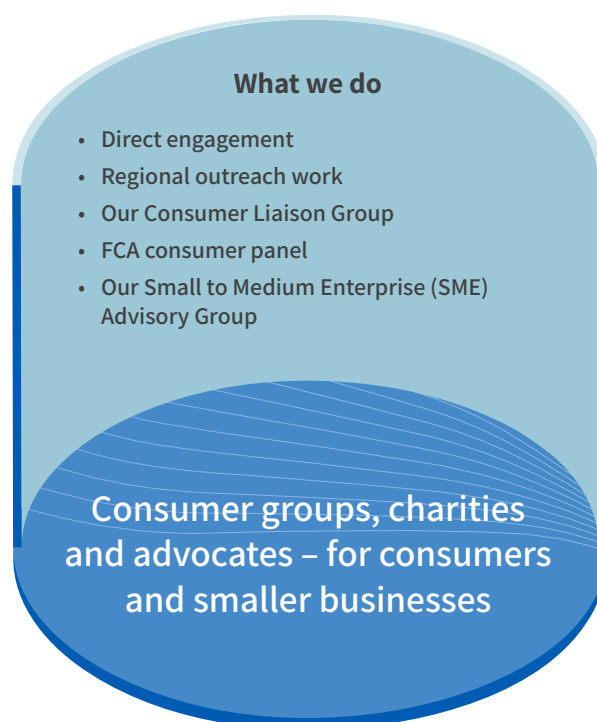 What we do
• Direct engagement
• Regional outreach work
• Our Consumer Liaison Group
• FCA consumer panel
• Our Small to Medium Enterprise (SME)
Advisory Group
Consumer groups, charities
and advocates – for consumers
and smaller businesses